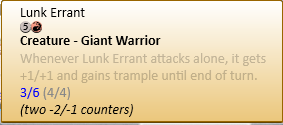 Lunk Errant
5
Creature - Giant Warrior
Whenever Lunk Errant attacks alone, it gets
+1/+1 and gains trample until end of turn.
3/6 (4/4)
(two -2/-1 counters)